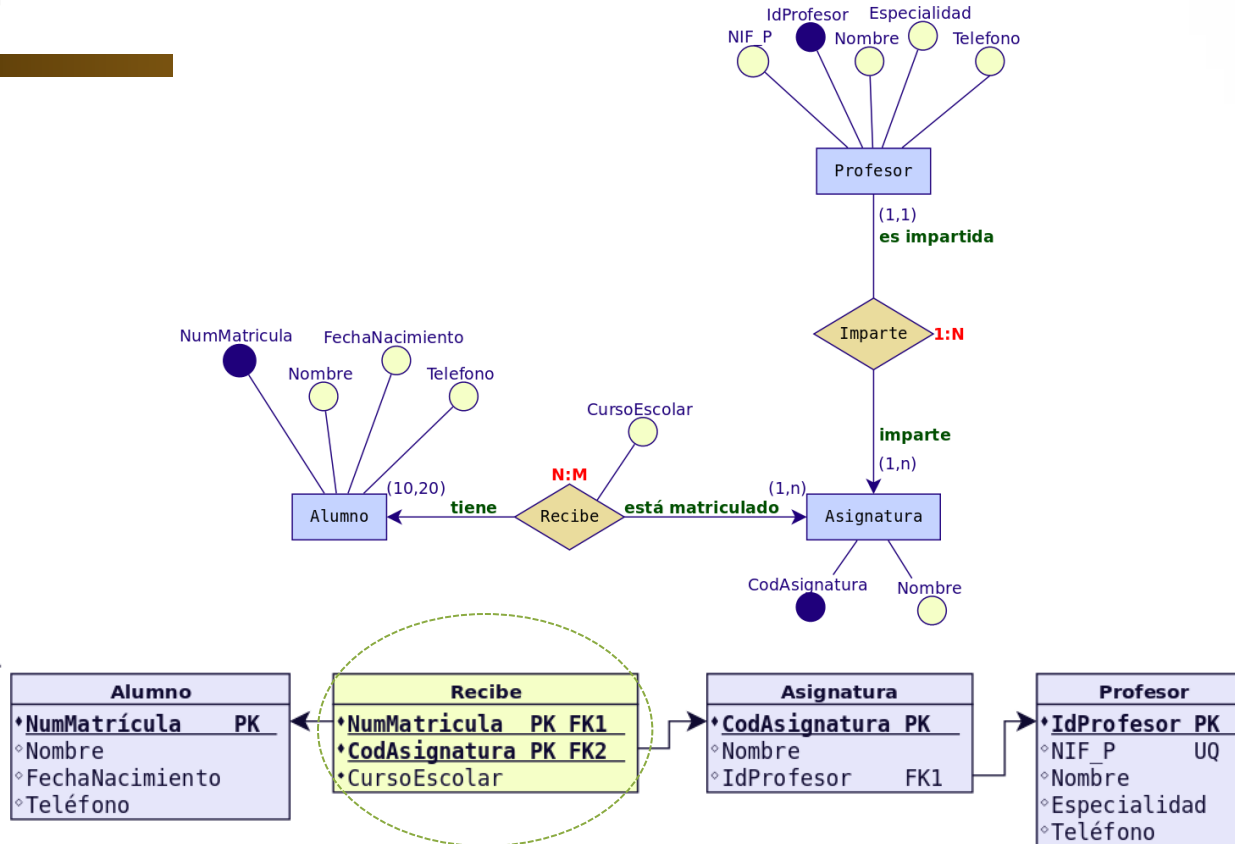 IdProfesor
Especialidad
NIF_P
Nombre
Telefono
Profesor
(1,1)
es impartida
Imparte
1:N
imparte
(1,n)
NumMatricula
FechaNacimiento
Nombre
Telefono
CursoEscolar
N:M
(10,20)
tiene
Alumno
Recibe
está matriculado
(1,n)
Asignatura
CodAsignatura
Nombre
Alumno
NumMatrícula PK
Nombre
FechaNacimiento
Teléfono
Recibe
NumMatricula PK FK1
CodAsignatura PK FK2
CursoEscolar
Asignatura
CodAsignatura PK
Nombre
IdProfesor FK1
Profesor
IdProfesor PK
NIF_P UQ
Nombre
Especialidad
Teléfono